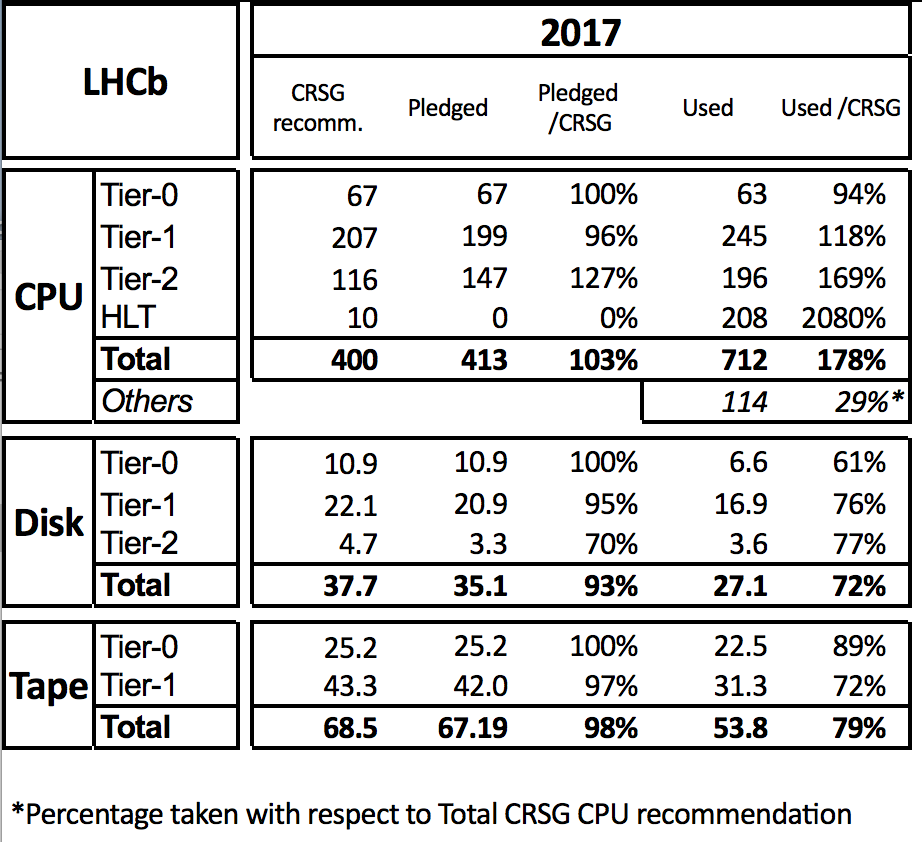 LHCb
2017
CRSG recomm. Pledged Pledged /CRSG Used Used /CRSG
CPU
Tier-0 67 67 100% 63 94%
Tier-1 207 199 96% 245 118%
Tier-2 116 147 127% 196 169%
HLT 10 0 0% 208 2080%
Total 400 413 103% 712 178%
Others 114 29%*
Disk
Tier-0 10.9 10.9 100% 6.6 61%
Tier-1 22.1 20.9 95% 16.9 76%
Tier-2 4.7 3.3 70% 3.6 77%
Total 37.7 35.1 93% 27.1 72%
Tape
Tier-0 25.2 25.2 100% 22.5 89%
Tier-1 43.3 42.0 97% 31.3 72%
Total 68.5 67.19 98% 53.8 79%
*Percentage taken with respect to Total CRSG CPU recommendation